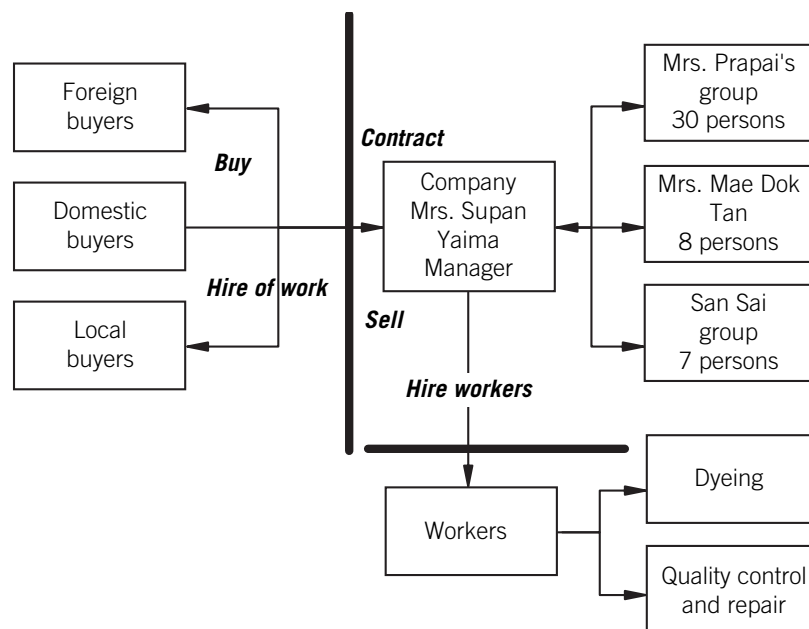 Foreign
buyers
Buy
Domestic
buyers
Hire of work
Local
buyers
Contract
Company
Mrs. Supan
Yaima
Manager
Sell
Hire workers
Mrs. Prapai's
group
30 persons
Mrs. Mae Dok
Tan
8 persons
San Sai
group
7 persons
Workers
Dyeing
Quality control
and repair